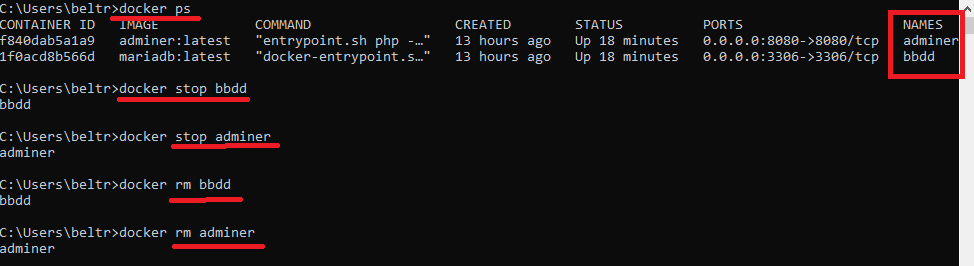 C:\Users\beltr>docker ps
CONTAINER ID   IMAGE            COMMAND                  CREATED        STATUS          PORTS                    NAMES
f840dab5a1a9   adminer:latest   "entrypoint.sh php -…"   13 hours ago   Up 18 minutes   0.0.0.0:8080->8080/tcp   adminer
1f0acd8b566d   mariadb:latest   "docker-entrypoint.s…"   13 hours ago   Up 18 minutes   0.0.0.0:3306->3306/tcp   bbdd
C:\Users\beltr>docker stop bbdd
bbdd
C:\Users\beltr>docker stop adminer
adminer
C:\Users\beltr>docker rm bbdd
bbdd
C:\Users\beltr>docker rm adminer
adminer